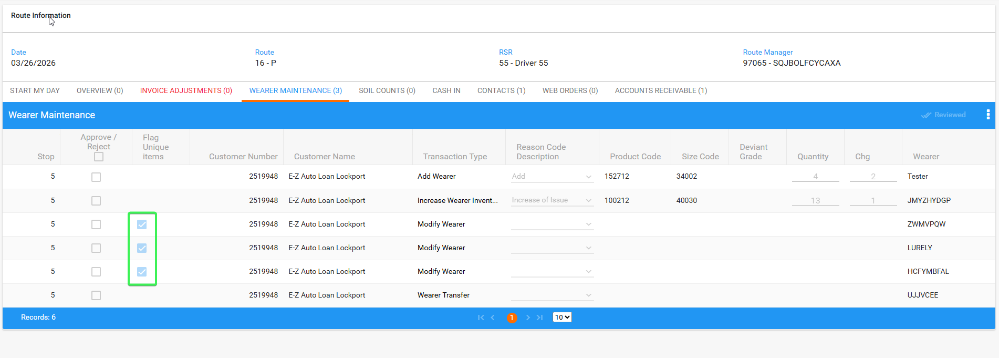 Route Information
Date
Route
RSR
Route Manager
03/26/2026
16 - P
55 - Driver 55
97065 - SQJBOLFCYCAXA
START MY DAY
OVERVIEW (0)
INVOICE ADJUSTMENTS (0)
WEARER MAINTENANCE (3)
SOIL COUNTS (0)
CASH IN
CONTACTS (1)
WEB ORDERS (0)
ACCOUNTS RECEIVABLE (1)
Wearer Maintenance
Reviewed
Stop
Approve /
Reject
Flag
Unique
items
Customer Number
Customer Name
Transaction Type
Reason Code
Description
Product Code
Size Code
Deviant
Grade
Quantity
Chg
Wearer
5 2519948 E-Z Auto Loan Lockport Add Wearer Add 152712 34002 4 2 Tester
5 2519948 E-Z Auto Loan Lockport Increase Wearer Invent... Increase of Issue 100212 40030 13 1 JMYZHYDGP
5 2519948 E-Z Auto Loan Lockport Modify Wearer ZWMVPQW
5 2519948 E-Z Auto Loan Lockport Modify Wearer LURELY
5 2519948 E-Z Auto Loan Lockport Modify Wearer HCFYMBFAL
5 2519948 E-Z Auto Loan Lockport Wearer Transfer UJJVCEE
Records: 6
1
10